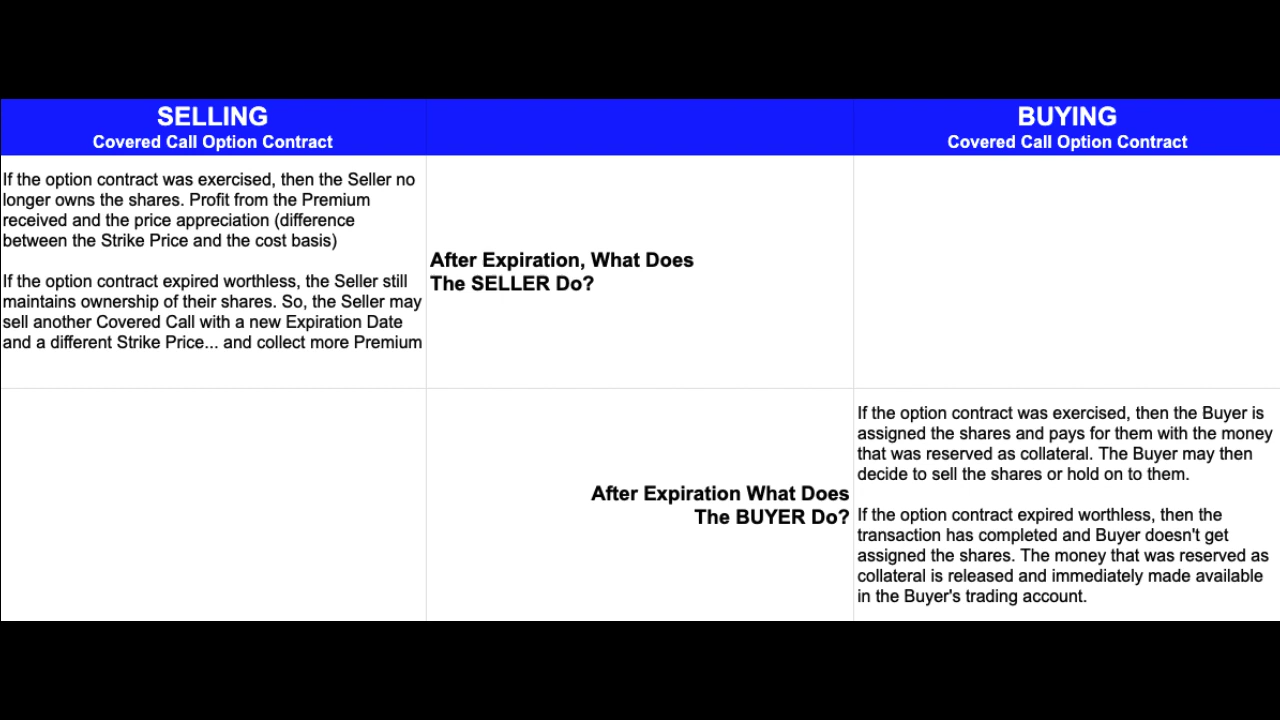 SELLING
Covered Call Option Contract
BUYING
Covered Call Option Contract
If the option contract was exercised, then the Seller no
longer owns the shares. Profit from the Premium
received and the price appreciation (difference
between the Strike Price and the cost basis)
If the option contract expired worthless, the Seller still
maintains ownership of their shares. So, the Seller may
sell another Covered Call with a new Expiration Date
and a different Strike Price... and collect more Premium
After Expiration, What Does
The SELLER Do?
After Expiration What Does
The BUYER Do?
If the option contract was exercised, then the Buyer is
assigned the shares and pays for them with the money
that was reserved as collateral. The Buyer may then
decide to sell the shares or hold on to them.
If the option contract expired worthless, then the
transaction has completed and Buyer doesn't get
assigned the shares. The money that was reserved as
collateral is released and immediately made available
in the Buyer's trading account.